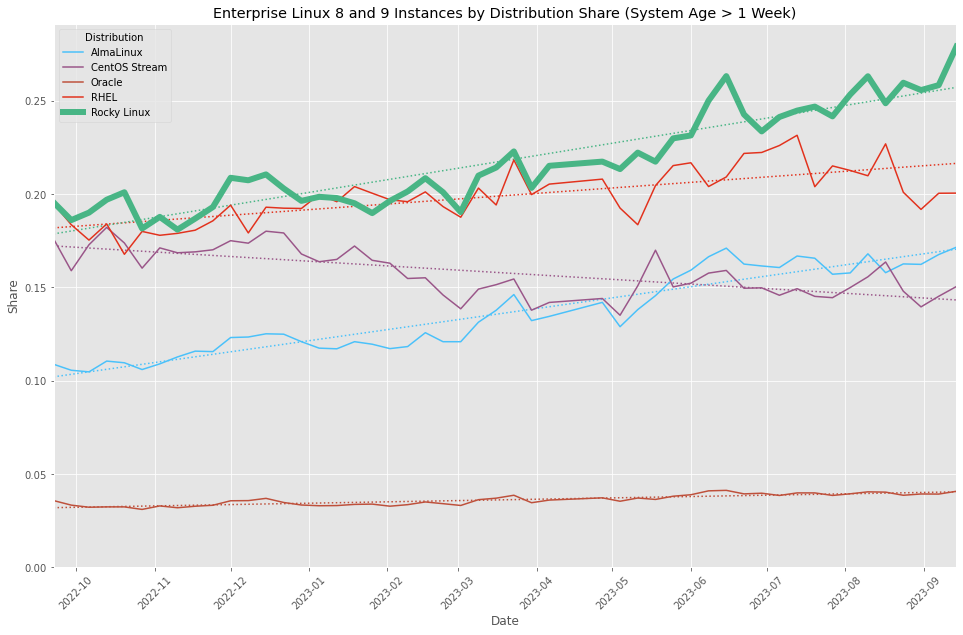 Enterprise Linux 8 and 9 Instances by Distribution Share (System Age > 1 Week)
Distribution
AlmaLinux
CentOS Stream
Oracle
RHEL
Rocky Linux
Share
0.25
0.20
0.15
0.10
0.05
0.00
2022-10
2022-11
2022-12
2023-01
2023-02
2023-03
2023-04
2023-05
2023-06
2023-07
2023-08
2023-09
Date